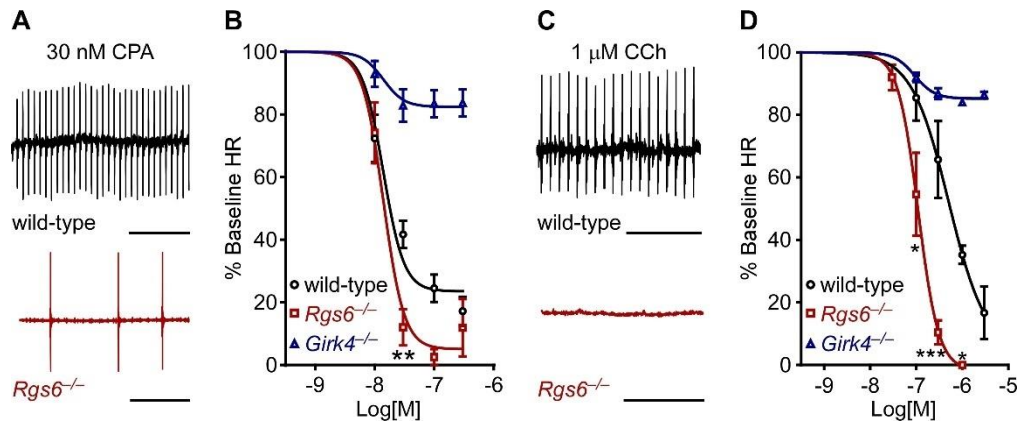 A
30 nM CPA
wild-type
Rgs6–/–
B
% Baseline HR
100
80
60
40
20
0
wild-type
Rgs6–/–
Girk4–/–
**
-9
-8
-7
-6
Log[M]
C
1 μM CCh
wild-type
Rgs6–/–
D
% Baseline HR
100
80
60
40
20
0
wild-type
Rgs6–/–
Girk4–/–
*
***
*
-9
-8
-7
-6
-5
Log[M]